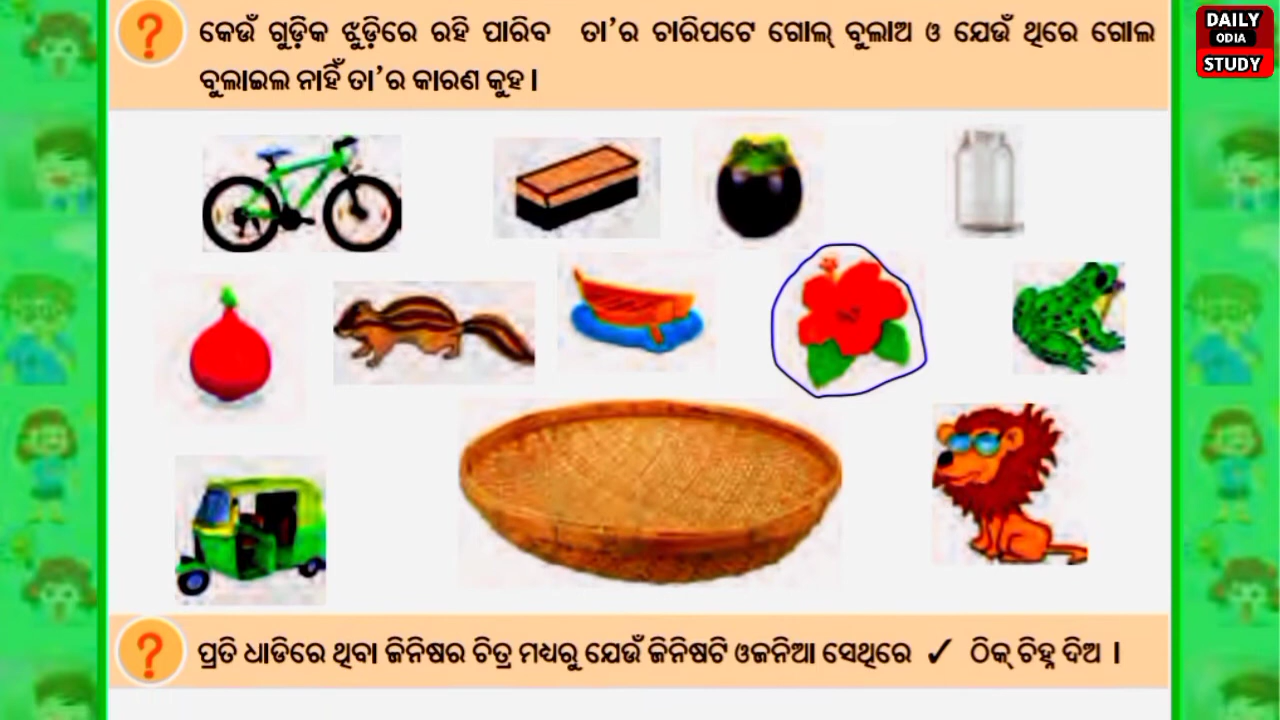 କେଉଁ ଗୁଡ଼ିକ ଝୁଡ଼ିରେ ରହି ପାରିବ ତା’ର ଚାରିପଟେ ଗୋଲ୍ ବୁଲାଅ ଓ ଯେଉଁ ଥିରେ ଗୋଲ
ବୁଲାଇଲ ନାହିଁ ତା’ର କାରଣ କୁହ ।
DAILY
ODIA
STUDY
ପ୍ରତି ଧାଡିରେ ଥିବା ଜିନିଷର ଚିତ୍ର ମଧ୍ୟରୁ ଯେଉଁ ଜିନିଷଟି ଓଜନିଆ ସେଥିରେ ✓ ଠିକ୍ ଚିହ୍ନ ଦିଅ ।